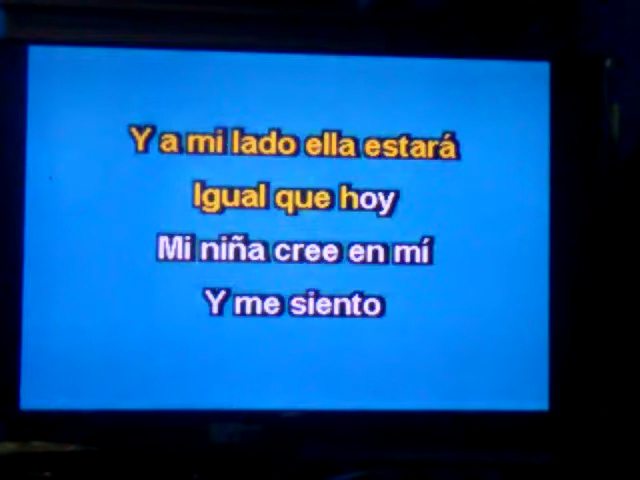 Y a mi lado ella estará
Igual que hoy
Mi niña cree en mí
Y me siento